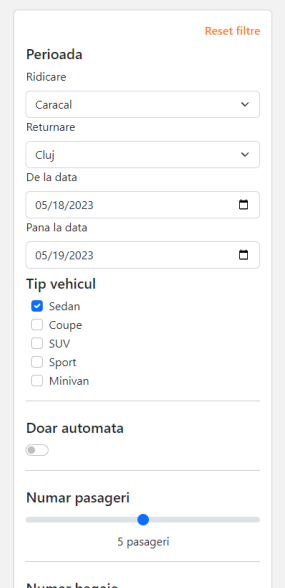 Reset filtre
Perioada
Ridicare
Caracal
Returnare
Cluj
De la data
05/18/2023
Pana la data
05/19/2023
Tip vehicul
Sedan
Coupe
SUV
Sport
Minivan
Doar automata
Numar pasageri
5 pasageri
Numar bagaje